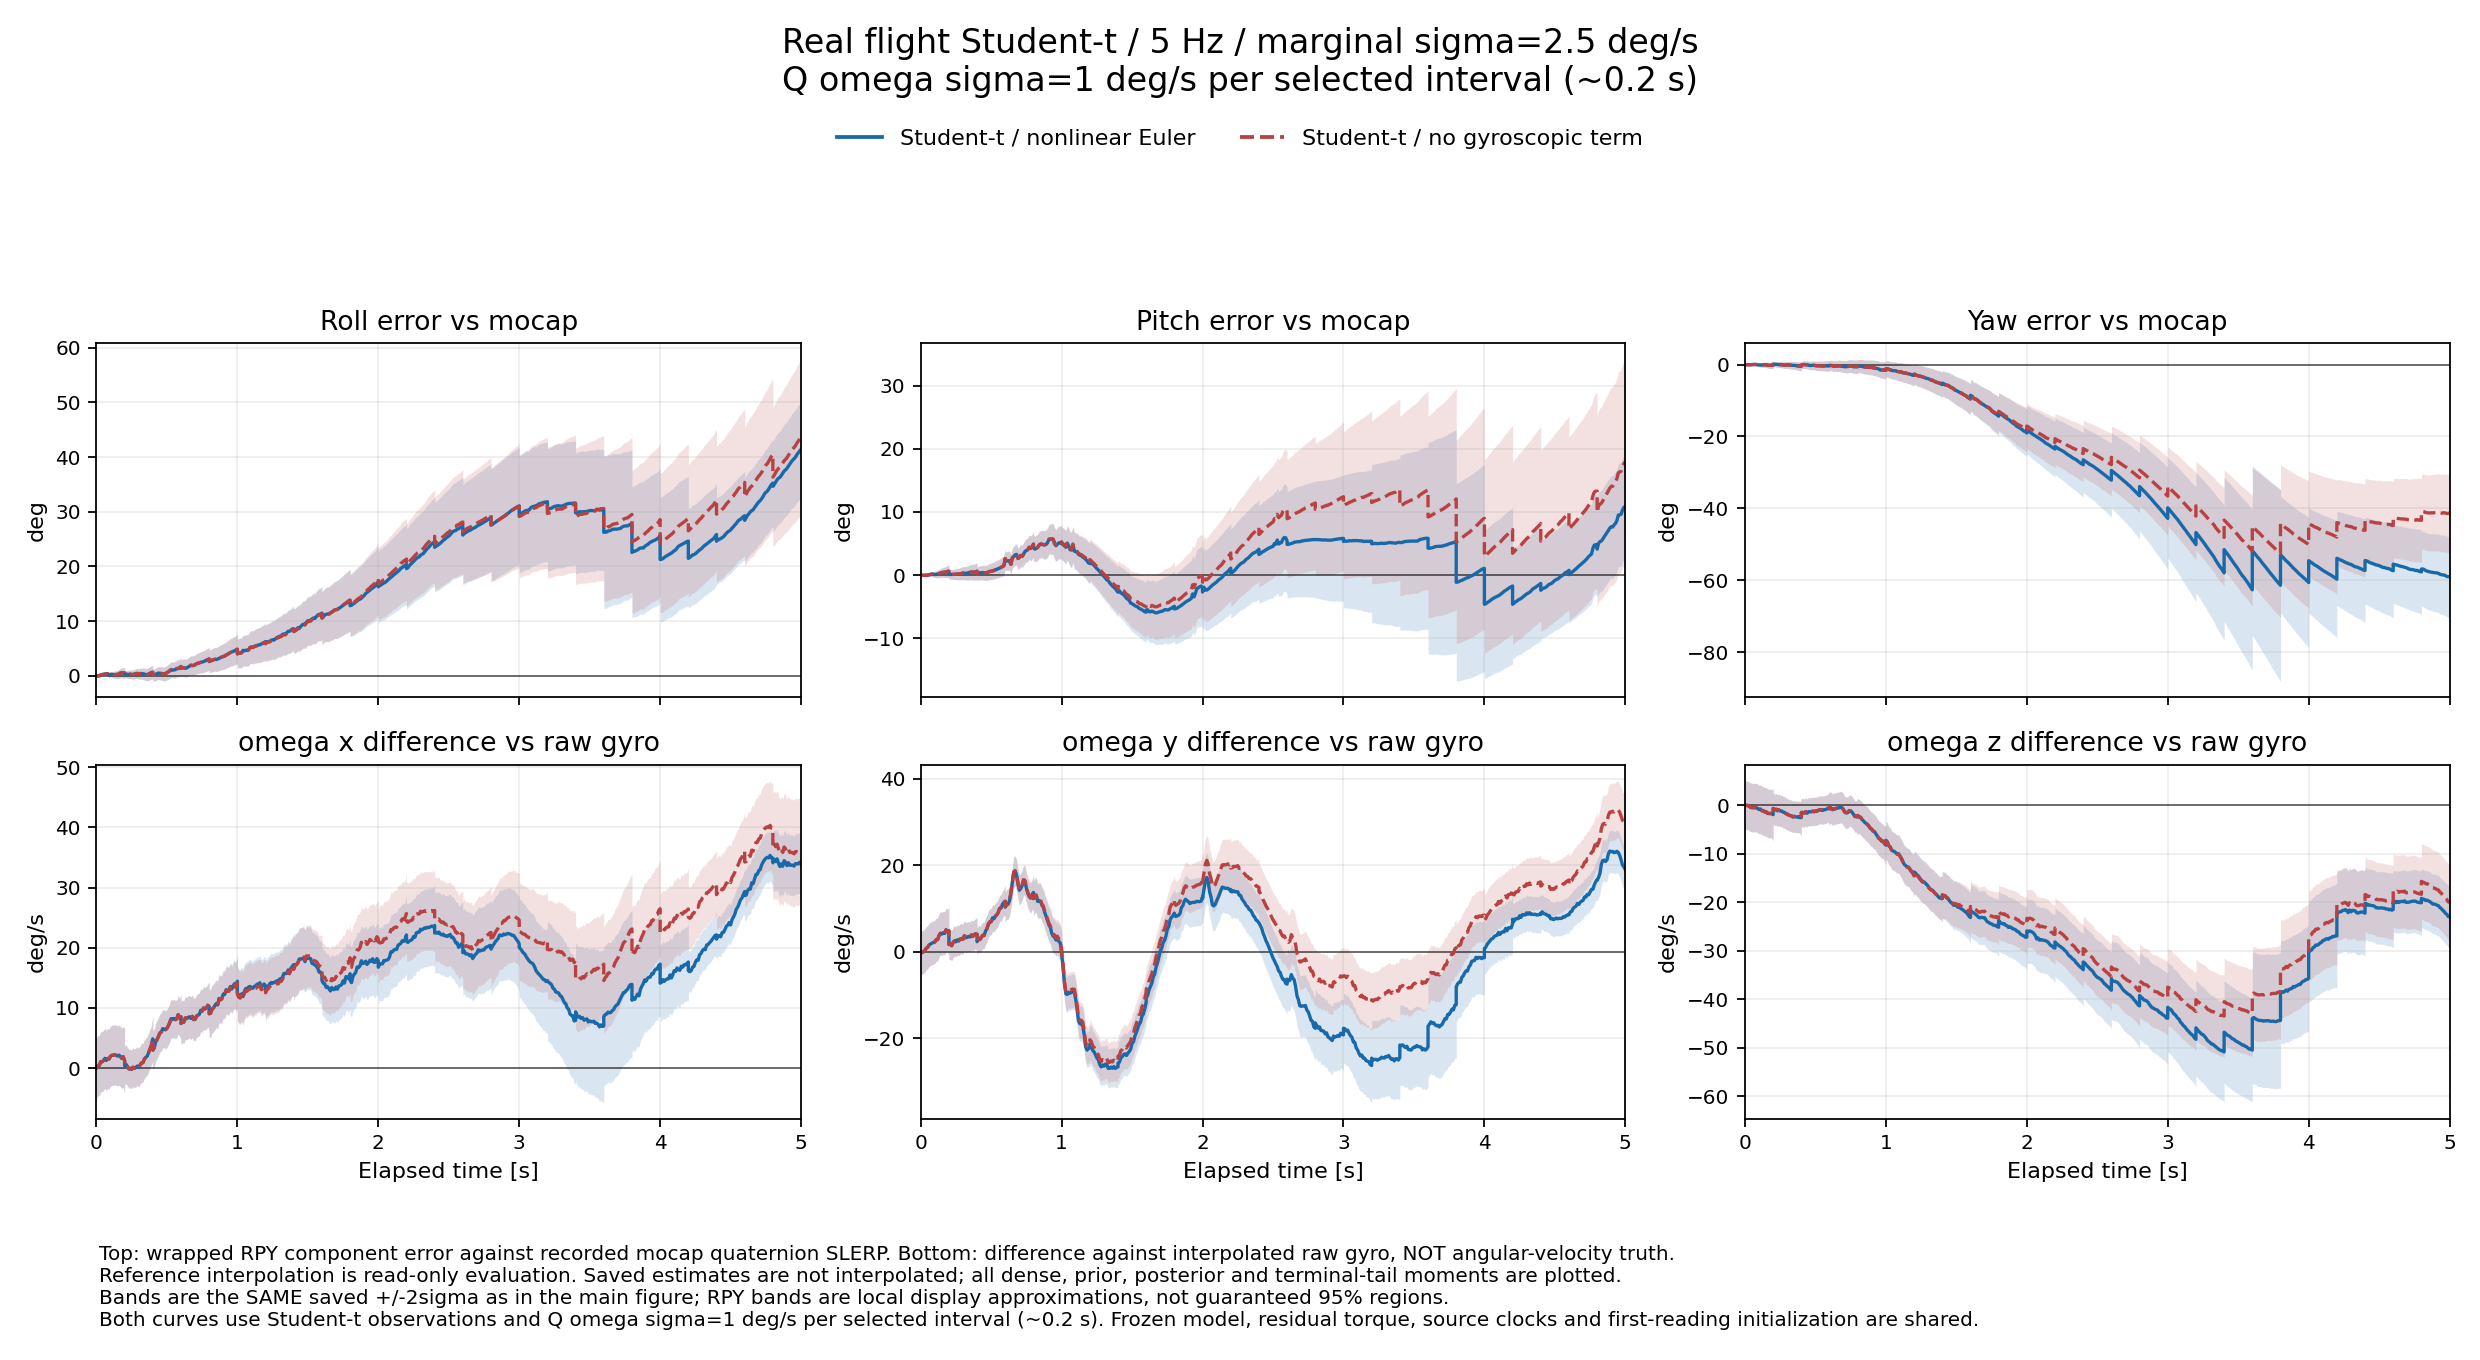 Real flight Student-t / 5 Hz / marginal sigma=2.5 deg/s
Q omega sigma=1 deg/s per selected interval (~0.2 s)
Student-t / nonlinear Euler
Student-t / no gyroscopic term
Roll error vs mocap
60
50
40
30
20
10
0
deg
Pitch error vs mocap
30
20
10
0
−10
deg
Yaw error vs mocap
0
−20
−40
−60
−80
deg
omega x difference vs raw gyro
50
40
30
20
10
0
deg/s
0 1 2 3 4 5
Elapsed time [s]
omega y difference vs raw gyro
40
20
0
−20
deg/s
0 1 2 3 4 5
Elapsed time [s]
omega z difference vs raw gyro
0
−10
−20
−30
−40
−50
−60
deg/s
0 1 2 3 4 5
Elapsed time [s]
Top: wrapped RPY component error against recorded mocap quaternion SLERP. Bottom: difference against interpolated raw gyro, NOT angular-velocity truth.
Reference interpolation is read-only evaluation. Saved estimates are not interpolated; all dense, prior, posterior and terminal-tail moments are plotted.
Bands are the SAME saved +/-2sigma as in the main figure; RPY bands are local display approximations, not guaranteed 95% regions.
Both curves use Student-t observations and Q omega sigma=1 deg/s per selected interval (~0.2 s). Frozen model, residual torque, source clocks and first-reading initialization are shared.